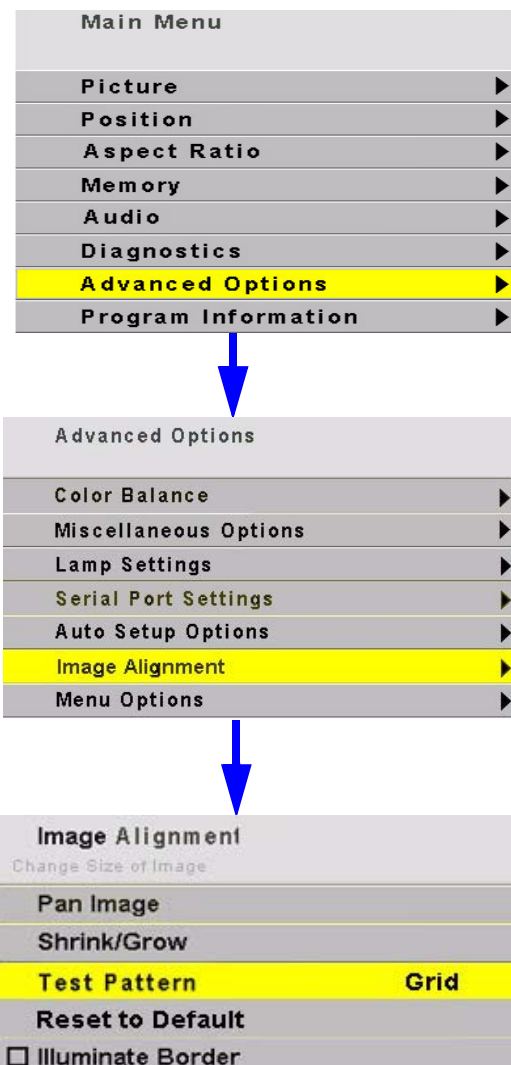 Main Menu
Picture
Position
Aspect Ratio
Memory
Audio
Diagnostics
Advanced Options
Program Information
Advanced Options
Color Balance
Miscellaneous Options
Lamp Settings
Serial Port Settings
Auto Setup Options
Image Alignment
Menu Options
Image Alignment
Change Size of Image
Pan Image
Shrink/Grow
Test Pattern Grid
Reset to Default
Illuminate Border